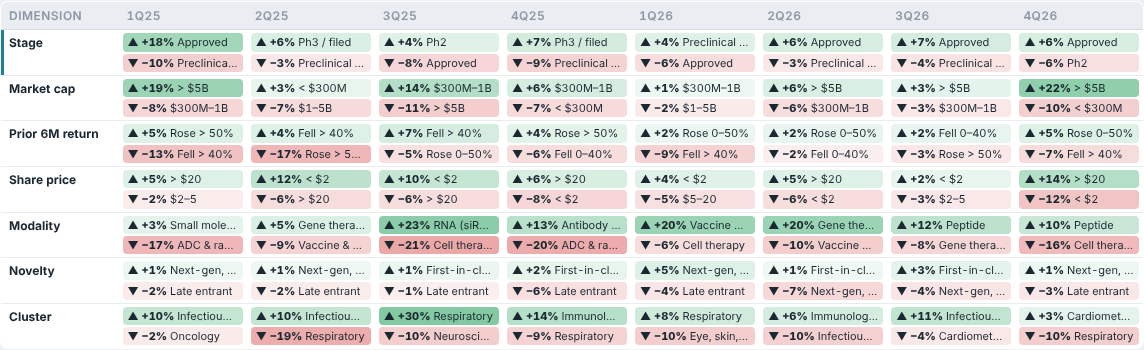 DIMENSION 1Q25 2Q25 3Q25 4Q25 1Q26 2Q26 3Q26 4Q26
Stage ▲ +18% Approved ▲ +6% Ph3 / filed ▲ +4% Ph2 ▲ +7% Ph3 / filed ▲ +4% Preclinical ... ▲ +6% Approved ▲ +7% Approved ▲ +6% Approved
▼ −10% Preclinica... ▼ −3% Preclinical ... ▼ −8% Approved ▼ −9% Preclinical ... ▼ −6% Approved ▼ −3% Preclinical ... ▼ −4% Preclinical ... ▼ −6% Ph2
Market cap ▲ +19% > $5B ▲ +3% < $300M ▲ +14% $300M–1B ▲ +6% $300M–1B ▲ +1% $300M–1B ▲ +6% > $5B ▲ +3% > $5B ▲ +22% > $5B
▼ −8% $300M–1B ▼ −7% $1–5B ▼ −11% > $5B ▼ −7% < $300M ▼ −2% $1–5B ▼ −6% $300M–1B ▼ −3% $300M–1B ▼ −10% < $300M
Prior 6M return ▲ +5% Rose > 50% ▲ +4% Fell > 40% ▲ +7% Fell > 40% ▲ +4% Rose > 50% ▲ +2% Rose 0–50% ▲ +2% Rose 0–50% ▲ +2% Fell 0–40% ▲ +5% Rose 0–50%
▼ −13% Fell > 40% ▼ −17% Rose > 5... ▼ −5% Rose 0–50% ▼ −6% Fell 0–40% ▼ −9% Fell > 40% ▼ −2% Fell 0–40% ▼ −3% Rose > 50% ▼ −7% Fell > 40%
Share price ▲ +5% > $20 ▲ +12% < $2 ▲ +10% < $2 ▲ +6% > $20 ▲ +4% < $2 ▲ +5% > $20 ▲ +2% < $2 ▲ +14% > $20
▼ −2% $2–5 ▼ −6% > $20 ▼ −6% > $20 ▼ −8% < $2 ▼ −5% $5–20 ▼ −6% < $2 ▼ −3% $2–5 ▼ −12% < $2
Modality ▲ +3% Small mole... ▲ +5% Gene thera... ▲ +23% RNA (siR... ▲ +13% Antibody ... ▲ +20% Vaccine ... ▲ +20% Gene the... ▲ +12% Peptide ▲ +10% Peptide
▼ −17% ADC & ra... ▼ −9% Vaccine & ... ▼ −21% Cell thera... ▼ −20% ADC & ra... ▼ −6% Cell therapy ▼ −10% Vaccine ... ▼ −8% Gene thera... ▼ −16% Cell thera...
Novelty ▲ +1% Next-gen, ... ▲ +1% Next-gen, ... ▲ +1% First-in-cl... ▲ +2% First-in-cl... ▲ +5% Next-gen, ... ▲ +1% First-in-cl... ▲ +3% First-in-cl... ▲ +1% Next-gen, ...
▼ −2% Late entrant ▼ −2% Late entrant ▼ −1% Late entrant ▼ −6% Late entrant ▼ −4% Late entrant ▼ −7% Next-gen, ... ▼ −4% Next-gen, ... ▼ −3% Late entrant
Cluster ▲ +10% Infectiou... ▲ +10% Infectiou... ▲ +30% Respiratory ▲ +14% Immunol... ▲ +8% Respiratory ▲ +6% Immunolog... ▲ +11% Infectiou... ▲ +3% Cardiomet...
▼ −2% Oncology ▼ −19% Respiratory ▼ −10% Neurosci... ▼ −9% Respiratory ▼ −10% Eye, skin,... ▼ −10% Infectiou... ▼ −4% Cardiomet... ▼ −10% Respiratory